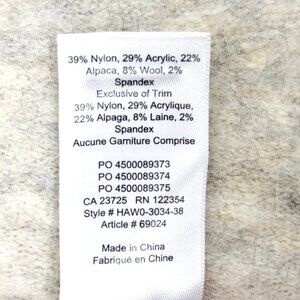 39% Nylon, 29% Acrylic, 22%
Alpaca, 8% Wool, 2%
Spandex
Exclusive of Trim
39% Nylon, 29% Acrylique,
22% Alpaga, 8% Laine, 2%
Spandex
Aucune Garniture Comprise
PO 4500089373
PO 4500089374
PO 4500089375
CA 23725 RN 122354
Style # HAW0-3034-38
Article # 69024
Made in China
Fabriqué en Chine